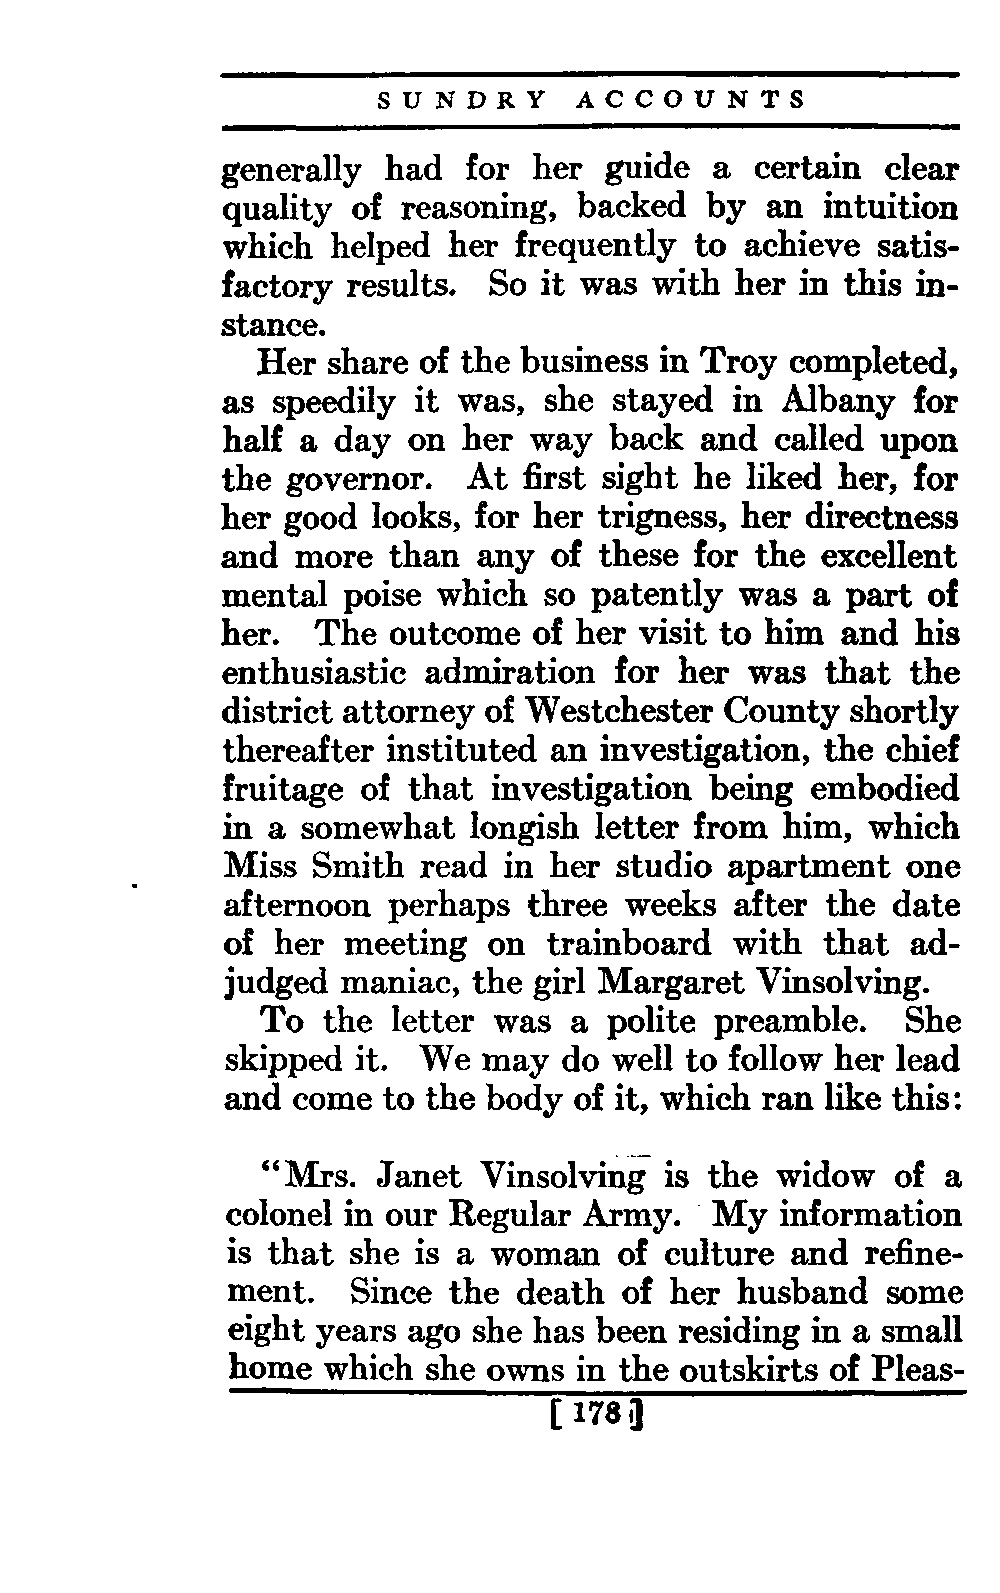 SUNDRY ACCOUNTS
generally had for her guide a certain clear
quality of reasoning, backed by an intuition
which helped her frequently to achieve satis-
factory results. So it was with her in this in-
stance.
Her share of the business in Troy completed,
as speedily it was, she stayed in Albany for
half a day on her way back and called upon
the governor. At first sight he liked her, for
her good looks, for her trigness, her directness
and more than any of these for the excellent
mental poise which so patently was a part of
her. The outcome of her visit to him and his
enthusiastic admiration for her was that the
district attorney of Westchester County shortly
thereafter instituted an investigation, the chief
fruitage of that investigation being embodied
in a somewhat longish letter from him, which
Miss Smith read in her studio apartment one
afternoon perhaps three weeks after the date
of her meeting on trainboard with that ad-
judged maniac, the girl Margaret Vinsolving.
To the letter was a polite preamble. She
skipped it. We may do well to follow her lead
and come to the body of it, which ran like this:
“Mrs. Janet Vinsolving is the widow of a
colonel in our Regular Army. My information
is that she is a woman of culture and refine-
ment. Since the death of her husband some
eight years ago she has been residing in a small
home which she owns in the outskirts of Pleas-
[ 178 ]